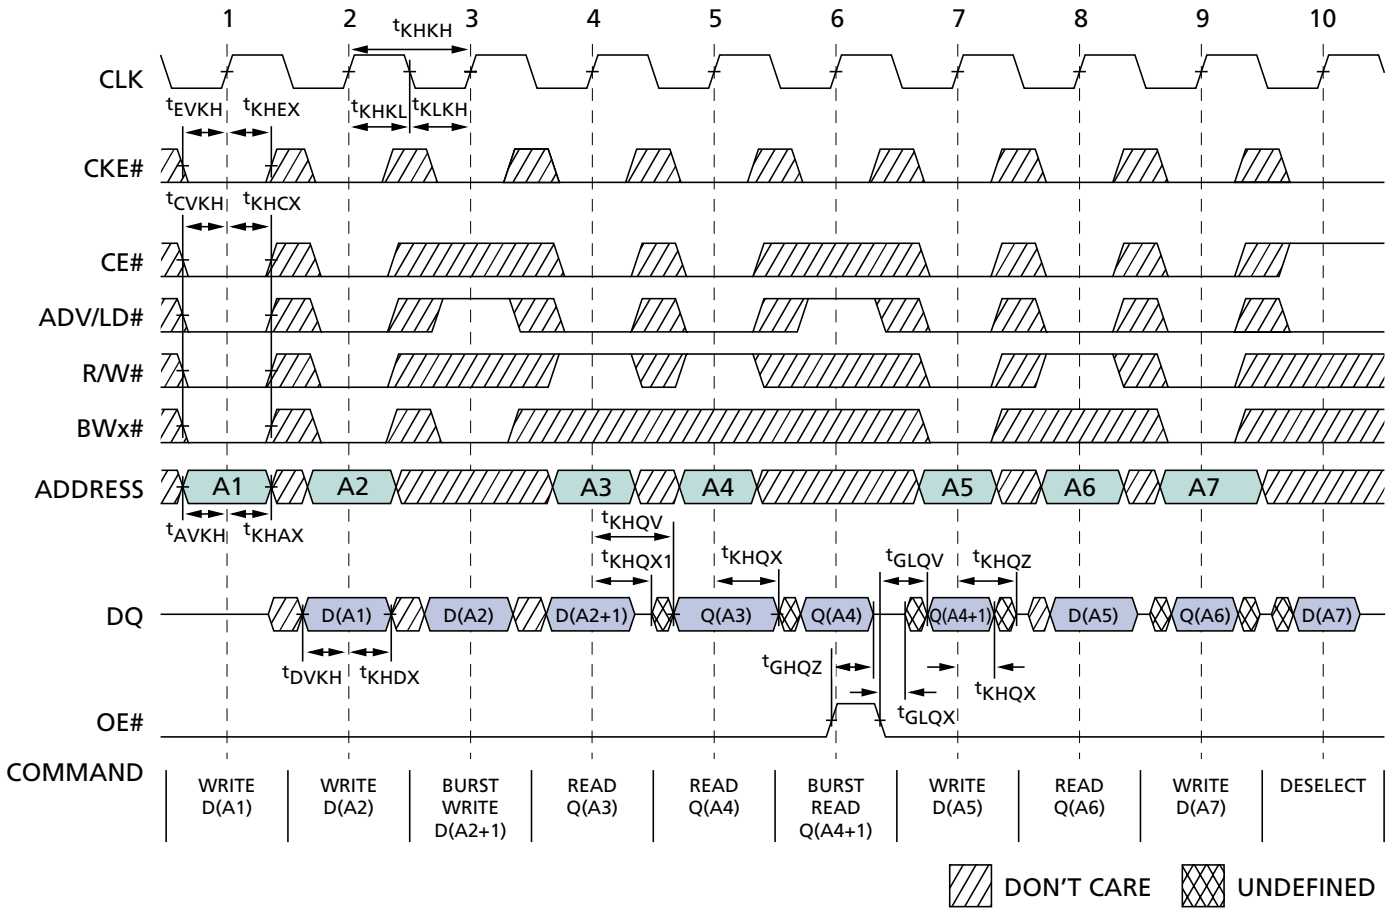 1 2 3 4 5 6 7 8 9 10
tKHKH
CLK
tEVKH tKHEX tKHKL tKLKH
CKE#
tCVKH tKHCX
CE#
ADV/LD#
R/W#
BWx#
ADDRESS A1 A2 A3 A4 A5 A6 A7
tAVKH tKHAX
tKHQV
tKHQX1 tKHQX tGLQV tKHQZ
DQ D(A1) D(A2) D(A2+1) Q(A3) Q(A4) Q(A4+1) D(A5) Q(A6) D(A7)
tDVKH tKHDX tGHQZ tKHQX
tGLQX
OE#
COMMAND
WRITE
D(A1)
WRITE
D(A2)
BURST
WRITE
D(A2+1)
READ
Q(A3)
READ
Q(A4)
BURST
READ
Q(A4+1)
WRITE
D(A5)
READ
Q(A6)
WRITE
D(A7)
DESELECT
DON'T CARE
UNDEFINED